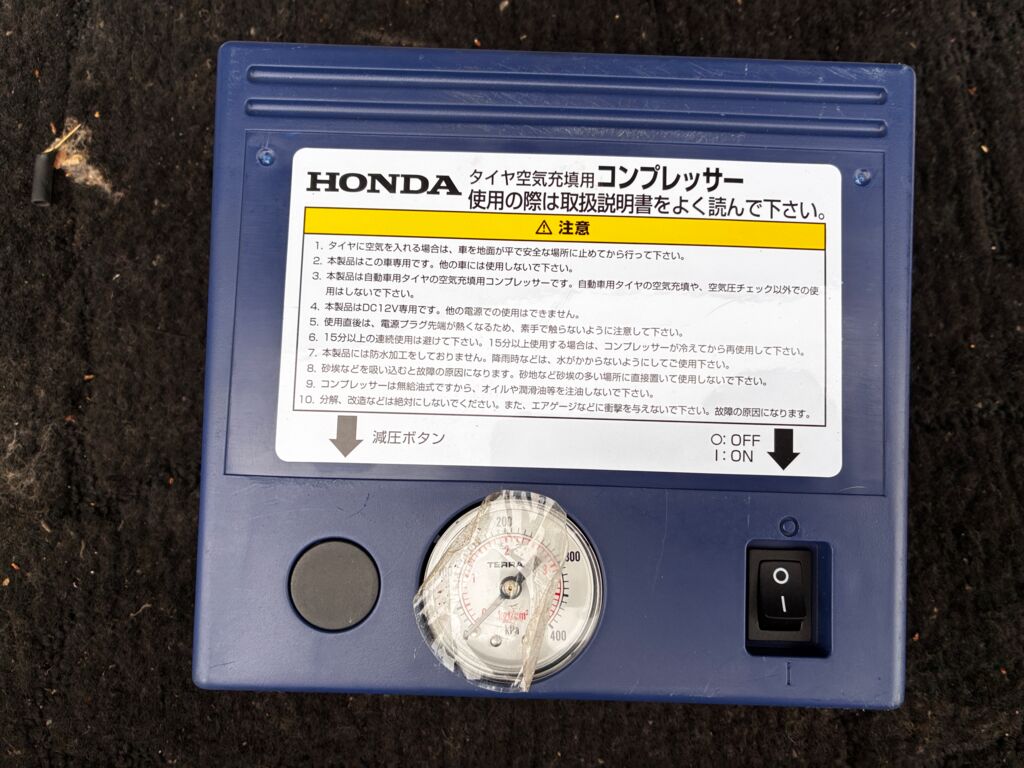 HONDA タイヤ空気充填用コンプレッサー
使用の際は取扱説明書をよく読んで下さい。
⚠ 注意
1. タイヤに空気を入れる場合は、車を地面が平で安全な場所に止めてから行って下さい。
2. 本製品はこの車専用です。他の車には使用しないで下さい。
3. 本製品は自動車用タイヤの空気充填用コンプレッサーです。自動車用タイヤの空気充填や、空気圧チェック以外での使
用はしないで下さい。
4. 本製品はDC12V専用です。他の電源での使用はできません。
5. 使用直後は、電源プラグ先端が熱くなるため、素手で触らないように注意して下さい。
6. 15分以上の連続使用は避けて下さい。15分以上使用する場合は、コンプレッサーが冷えてから再使用して下さい。
7. 本製品には防水加工をしておりません。降雨時などは、水がかからないようにしてご使用下さい。
8. 砂埃などを吸い込むと故障の原因になります。砂地など砂埃の多い場所に直接置いて使用しないで下さい。
9. コンプレッサーは無給油式ですから、オイルや潤滑油等を注油しないで下さい。
10. 分解、改造などは絶対にしないでください。また、エアゲージなどに衝撃を与えないで下さい。故障の原因になります。
減圧ボタン
○: OFF
I : ON
200
300
TERRA
kgf/cm²
kPa
0
400
O
O
I
I